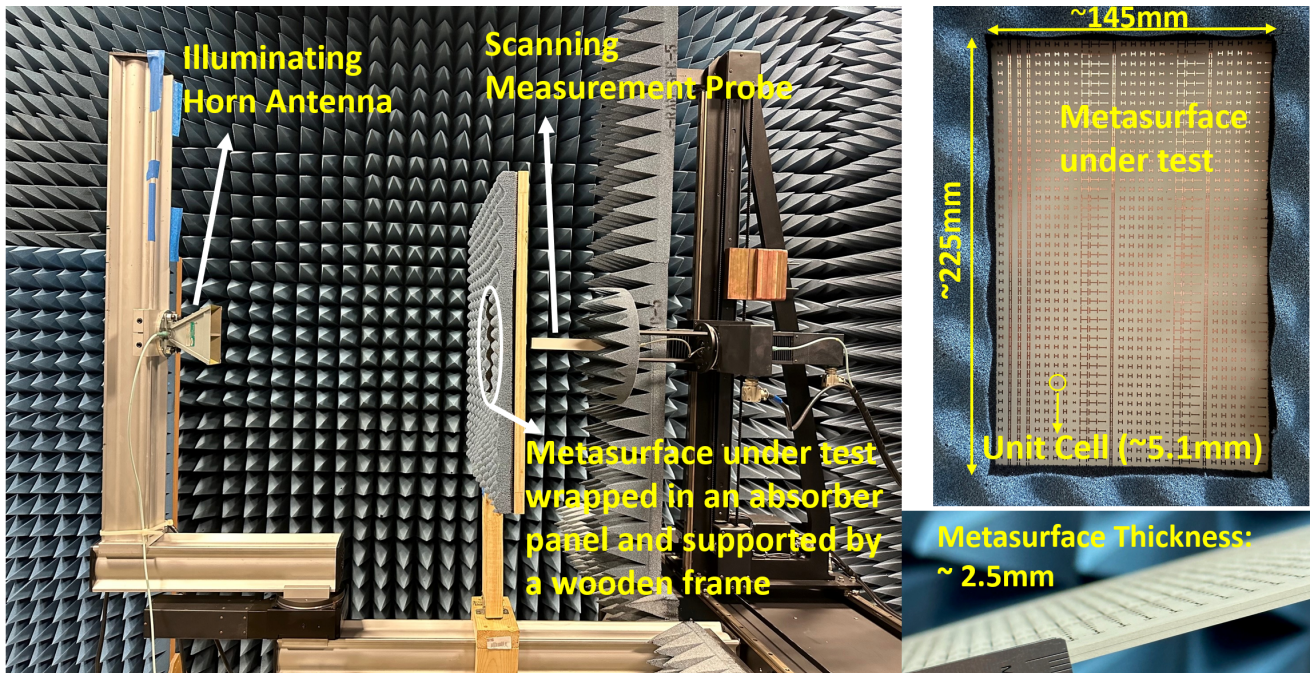 Illuminating
Horn Antenna
Scanning
Measurement Probe
Metasurface under test
wrapped in an absorber
panel and supported by
a wooden frame
~145mm
Metasurface
under test
~225mm
Unit Cell (~5.1mm)
Metasurface Thickness:
~ 2.5mm